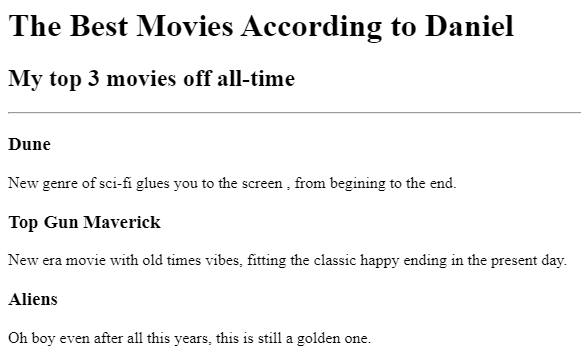 The Best Movies According to Daniel
My top 3 movies off all-time
Dune
New genre of sci-fi glues you to the screen , from begining to the end.
Top Gun Maverick
New era movie with old times vibes, fitting the classic happy ending in the present day.
Aliens
Oh boy even after all this years, this is still a golden one.